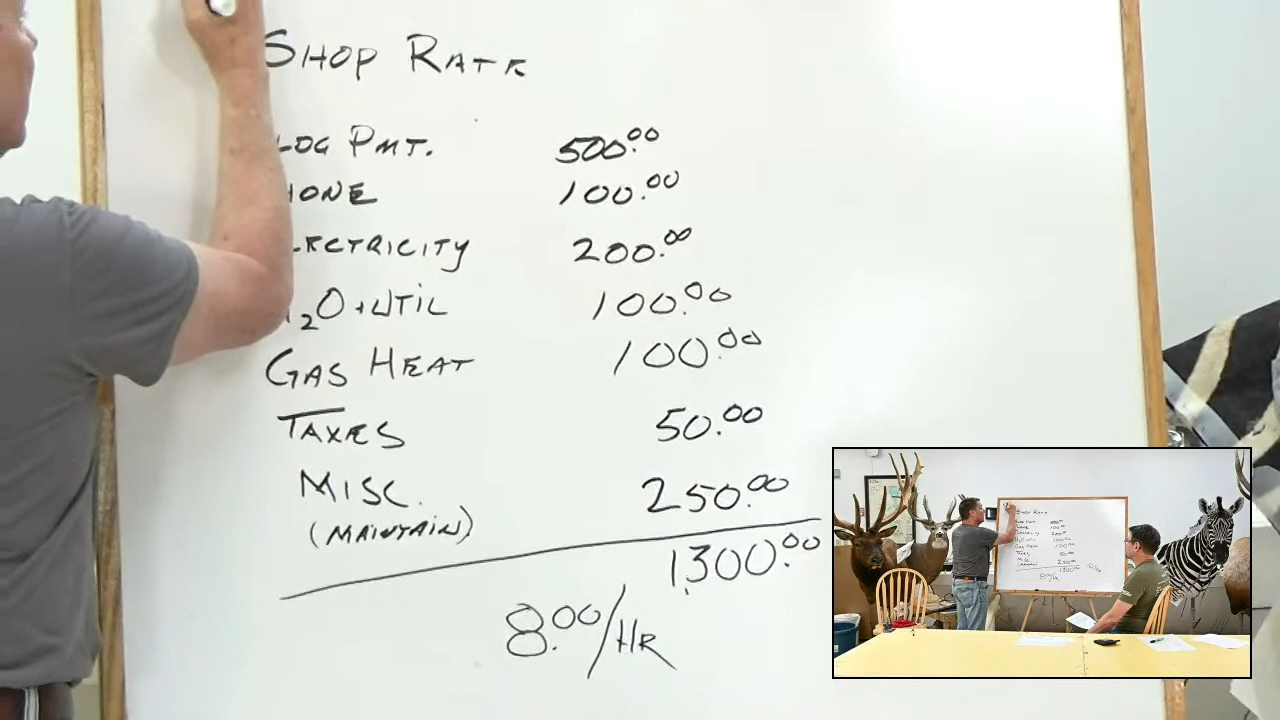 SHOP RATE
LDG PMT. 500.00
HONE 100.00
LECTRICITY 200.00
H2O + UTIL 100.00
GAS HEAT 100.00
TAXES 50.00
MISC. 250.00
(MAINTAIN)
1300.00
8.00/HR